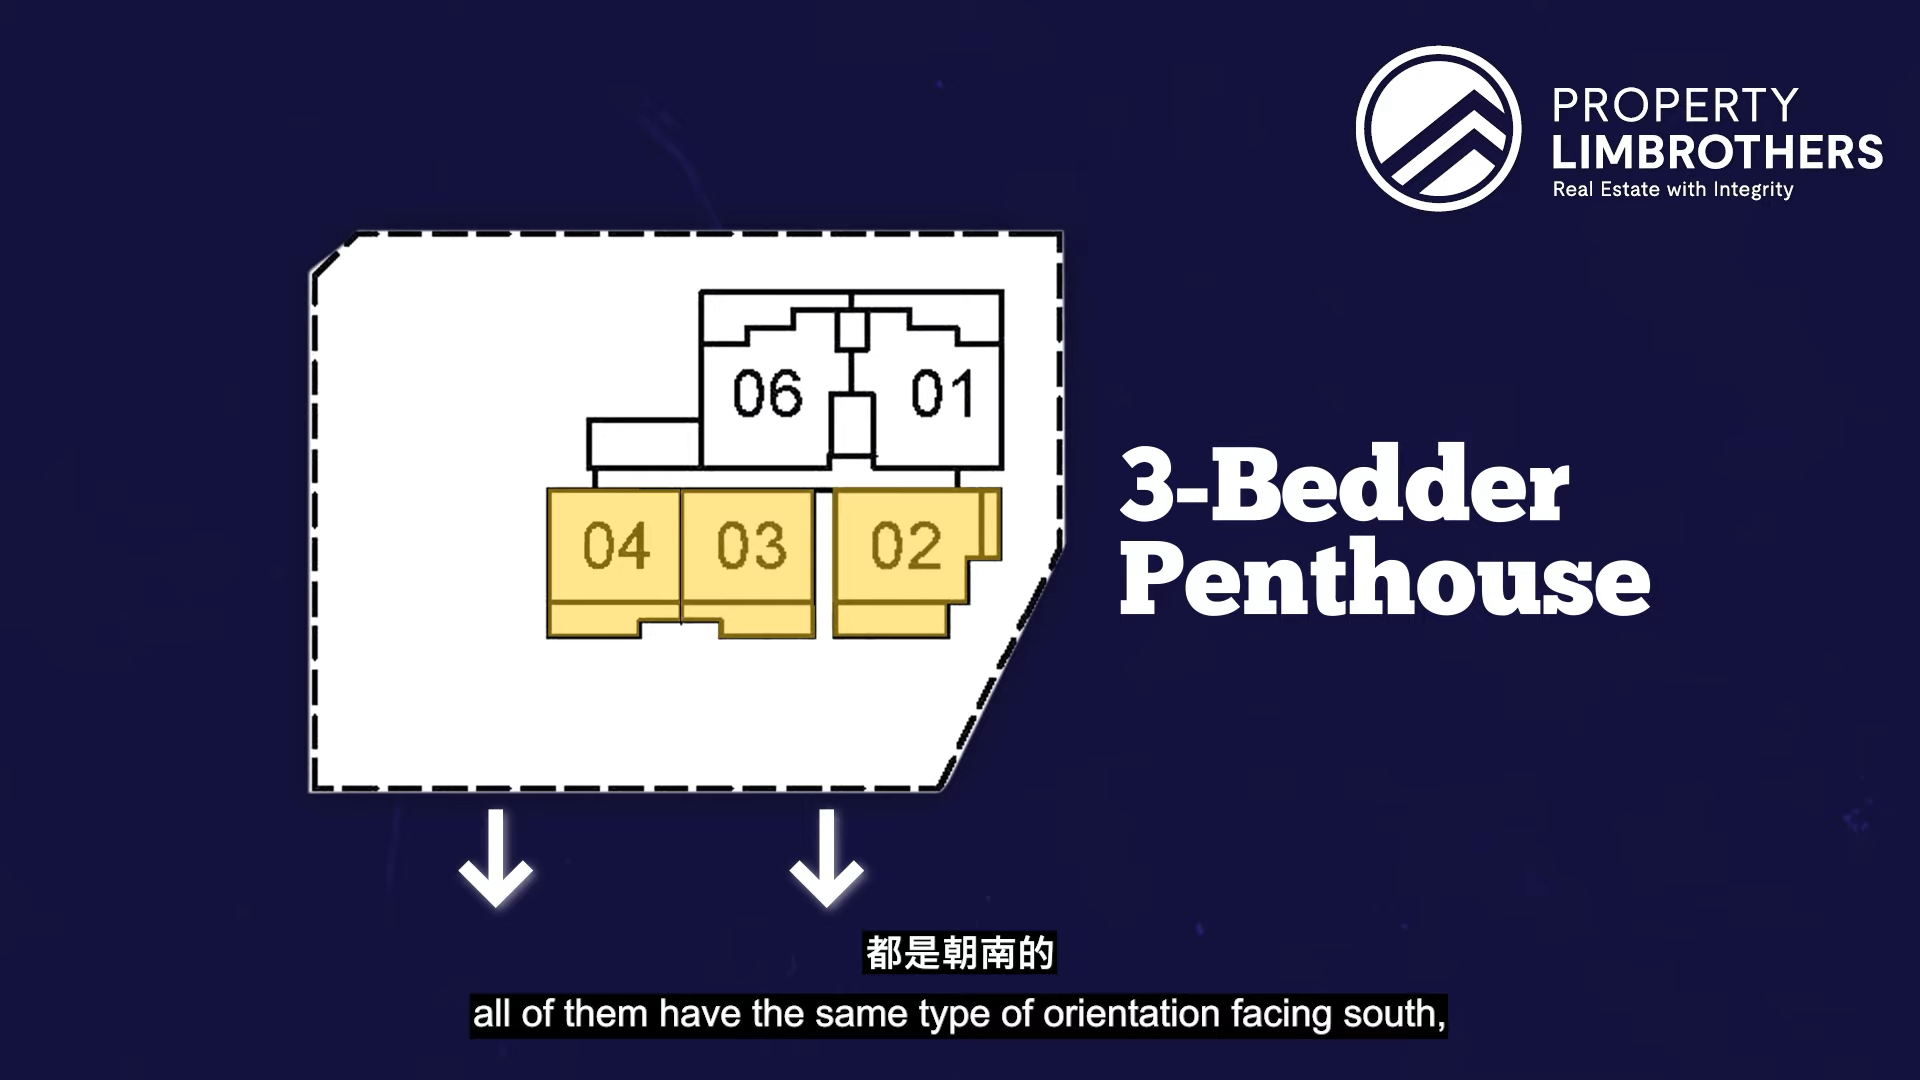 PROPERTY
LIMBROTHERS
Real Estate with Integrity
06 01
04 03 02
3-Bedder
Penthouse
都是朝南的
all of them have the same type of orientation facing south,